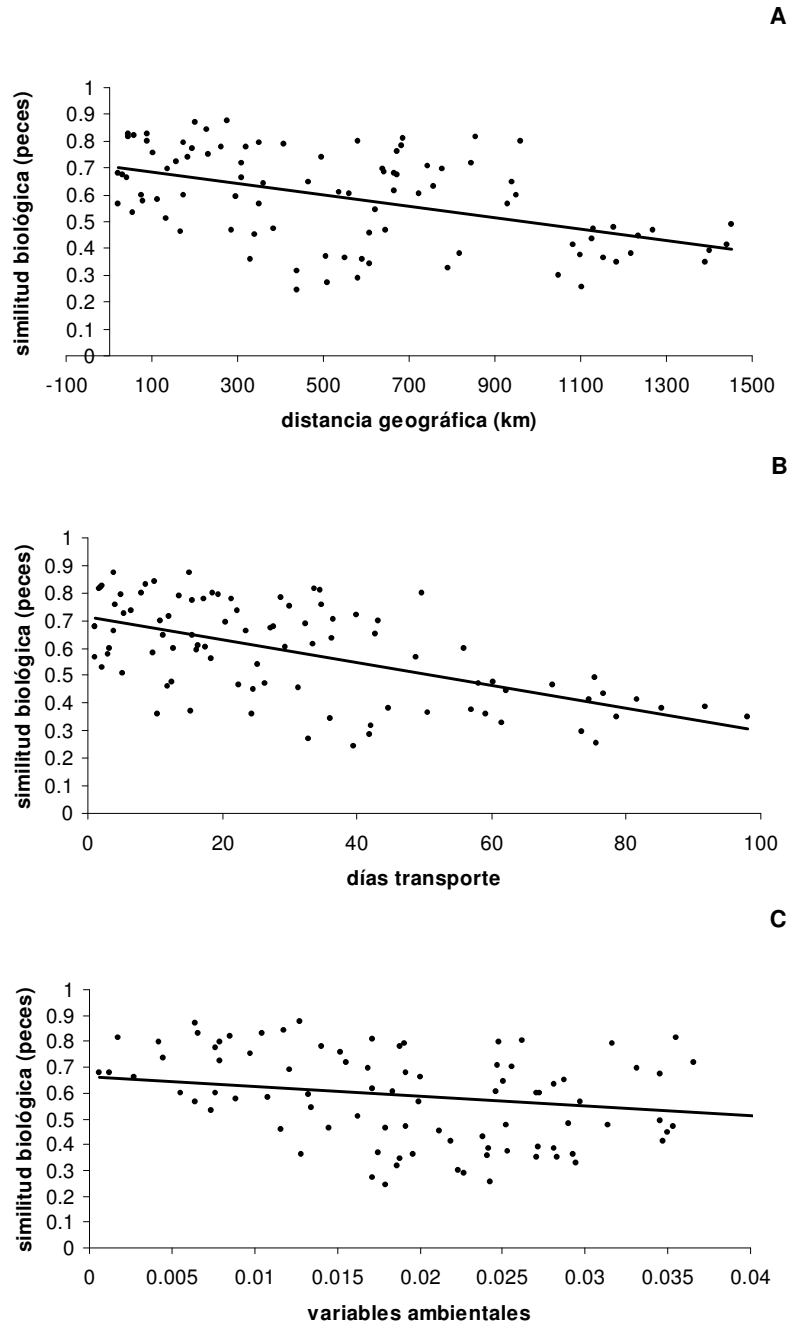 A
similitud biológica (peces)
1
0.9
0.8
0.7
0.6
0.5
0.4
0.3
0.2
0.1
0
-100 100 300 500 700 900 1100 1300 1500
distancia geográfica (km)
B
similitud biológica (peces)
1
0.9
0.8
0.7
0.6
0.5
0.4
0.3
0.2
0.1
0
0 20 40 60 80 100
días transporte
C
similitud biológica (peces)
1
0.9
0.8
0.7
0.6
0.5
0.4
0.3
0.2
0.1
0
0 0.005 0.01 0.015 0.02 0.025 0.03 0.035 0.04
variables ambientales